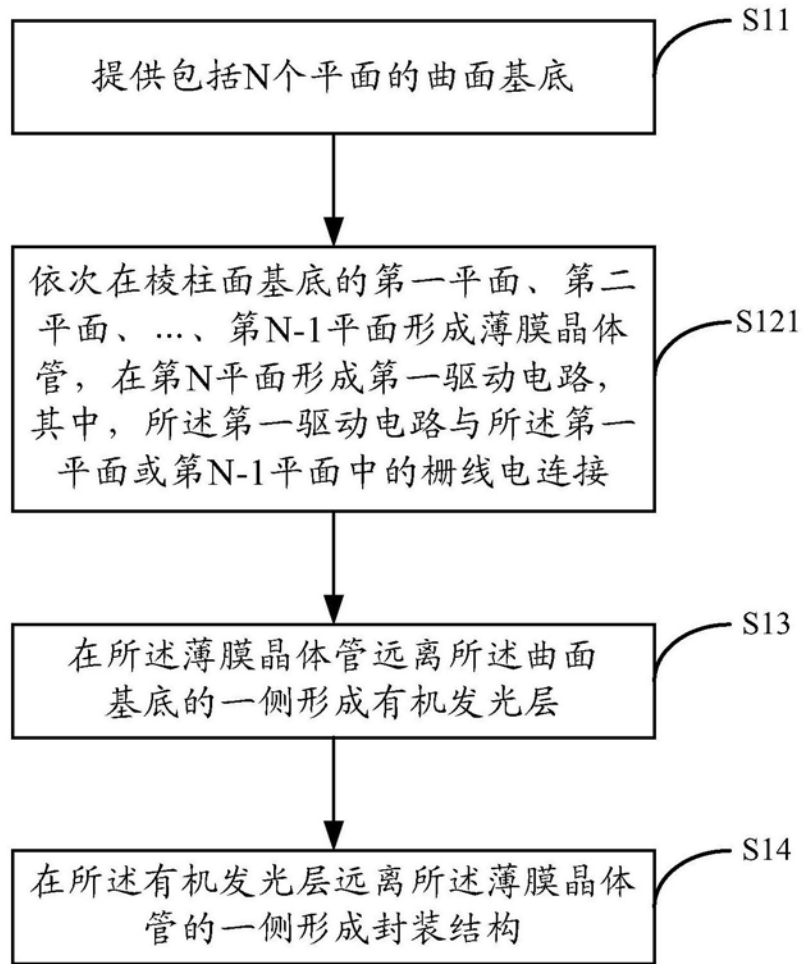 S11
提供包括N个平面的曲面基底
依次在棱柱面基底的第一平面、第二
平面、...、第N-1平面形成薄膜晶体
管，在第N平面形成第一驱动电路，
其中，所述第一驱动电路与所述第一
平面或第N-1平面中的栅线电连接
S121
在所述薄膜晶体管远离所述曲面
基底的一侧形成有机发光层
S13
在所述有机发光层远离所述薄膜晶体
管的一侧形成封装结构
S14